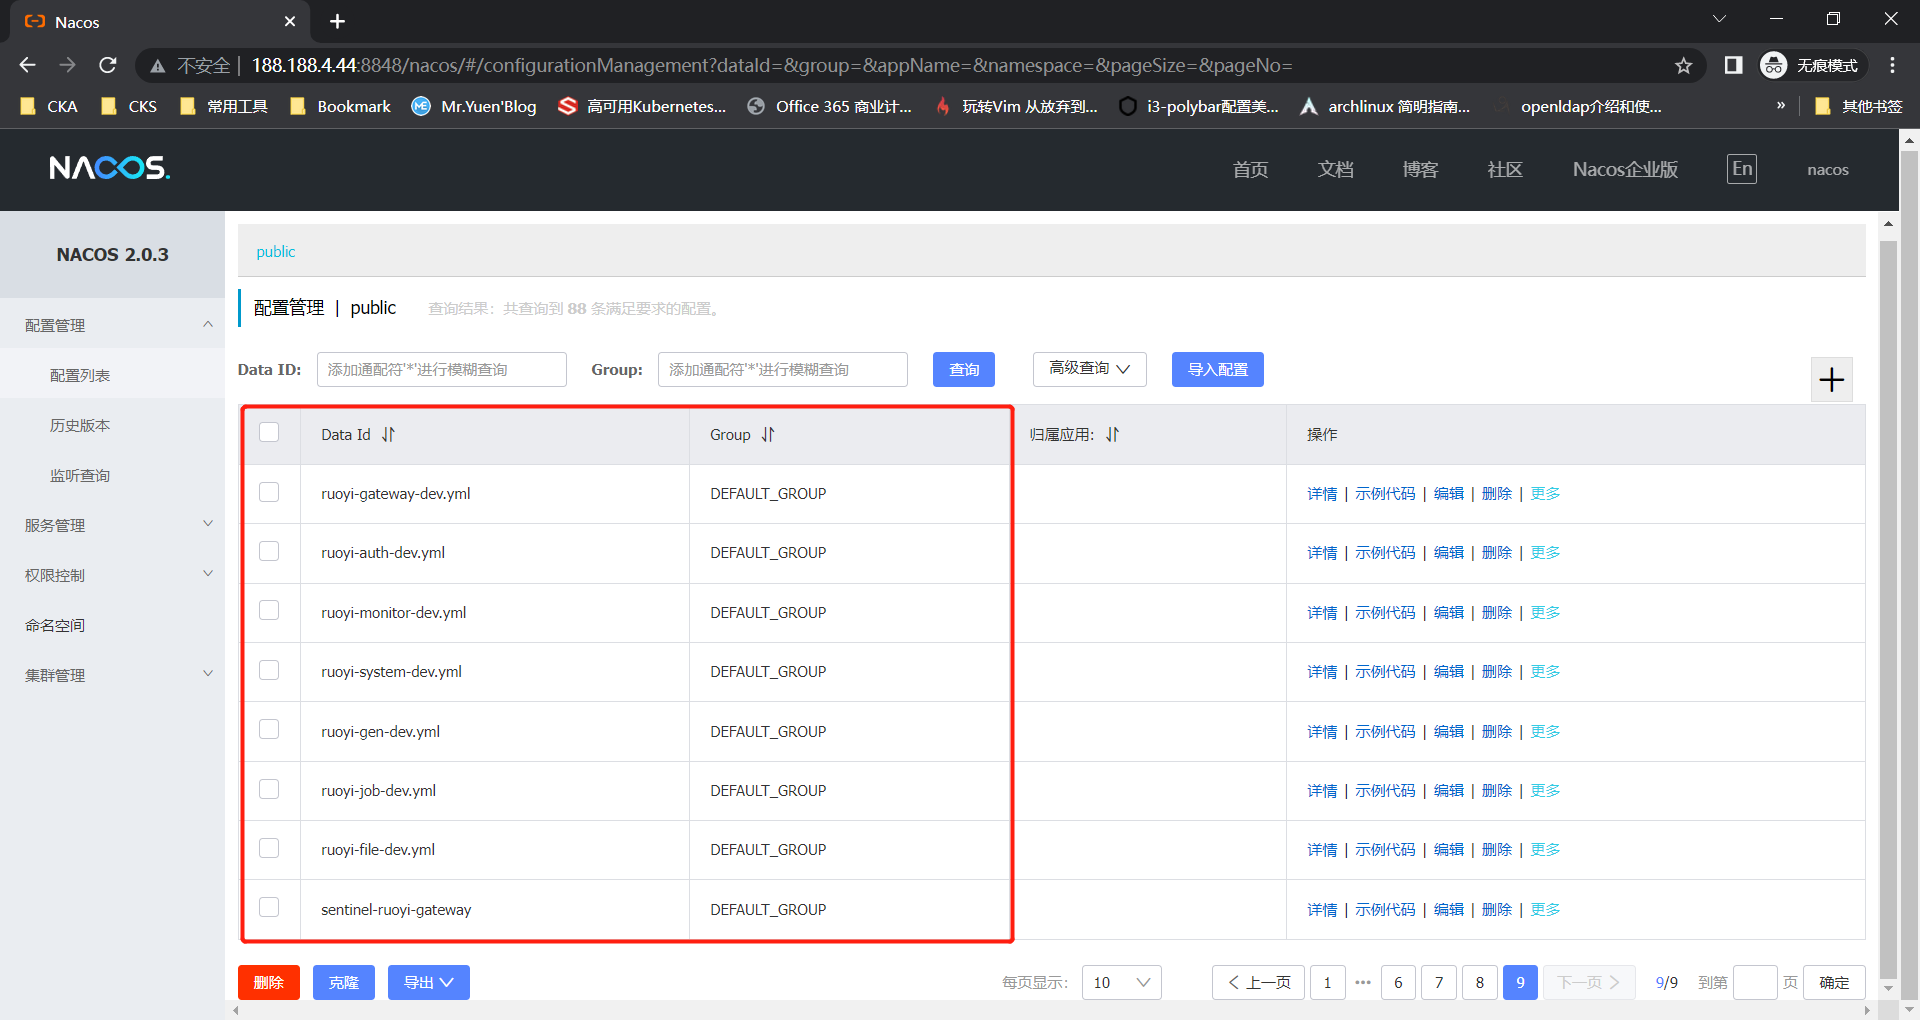 Nacos
不安全 | 188.188.4.44:8848/nacos/#/configurationManagement?dataId=&group=&appName=&namespace=&pageSize=&pageNo=
无痕模式
CKA CKS 常用工具 Bookmark Mr.Yuen'Blog 高可用Kubernetes... Office 365 商业计... 玩转Vim 从放弃到... i3-polybar配置美... archlinux 简明指南... openldap介绍和使... » 其他书签
NACOS.
首页 文档 博客 社区 Nacos企业版 En nacos
NACOS 2.0.3
配置管理
配置列表
历史版本
监听查询
服务管理
权限控制
命名空间
集群管理
public
配置管理 | public 查询结果：共查询到 88 条满足要求的配置。
Data ID: 添加通配符'*'进行模糊查询 Group: 添加通配符'*'进行模糊查询 查询 高级查询 导入配置
Data Id Group 归属应用: 操作
ruoyi-gateway-dev.yml DEFAULT_GROUP 详情 | 示例代码 | 编辑 | 删除 | 更多
ruoyi-auth-dev.yml DEFAULT_GROUP 详情 | 示例代码 | 编辑 | 删除 | 更多
ruoyi-monitor-dev.yml DEFAULT_GROUP 详情 | 示例代码 | 编辑 | 删除 | 更多
ruoyi-system-dev.yml DEFAULT_GROUP 详情 | 示例代码 | 编辑 | 删除 | 更多
ruoyi-gen-dev.yml DEFAULT_GROUP 详情 | 示例代码 | 编辑 | 删除 | 更多
ruoyi-job-dev.yml DEFAULT_GROUP 详情 | 示例代码 | 编辑 | 删除 | 更多
ruoyi-file-dev.yml DEFAULT_GROUP 详情 | 示例代码 | 编辑 | 删除 | 更多
sentinel-ruoyi-gateway DEFAULT_GROUP 详情 | 示例代码 | 编辑 | 删除 | 更多
删除 克隆 导出 每页显示: 10 上一页 1 ••• 6 7 8 9 下一页 9/9 到第 页 确定